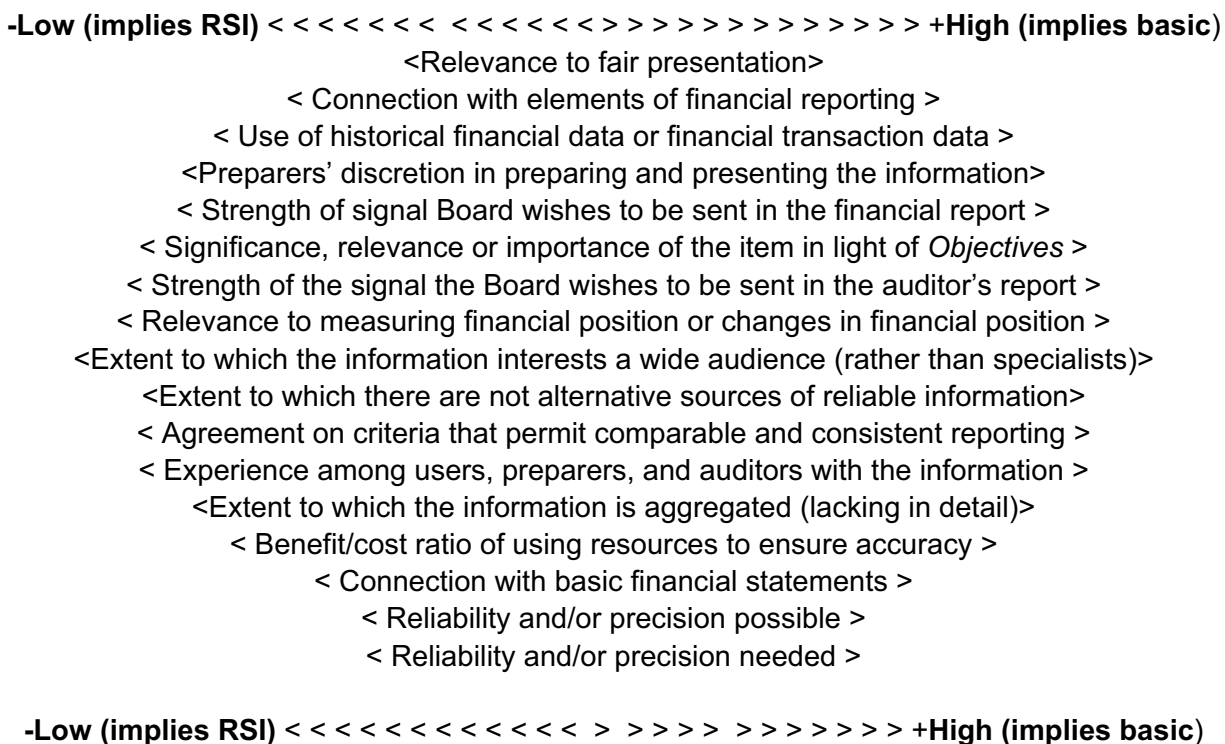 -Low (implies RSI) < < < < < < < < < < < < < > > > > > > > > > > > > > +High (implies basic)
<Relevance to fair presentation>
< Connection with elements of financial reporting >
< Use of historical financial data or financial transaction data >
<Preparers’ discretion in preparing and presenting the information>
< Strength of signal Board wishes to be sent in the financial report >
< Significance, relevance or importance of the item in light of Objectives >
< Strength of the signal the Board wishes to be sent in the auditor’s report >
< Relevance to measuring financial position or changes in financial position >
<Extent to which the information interests a wide audience (rather than specialists)>
<Extent to which there are not alternative sources of reliable information>
< Agreement on criteria that permit comparable and consistent reporting >
< Experience among users, preparers, and auditors with the information >
<Extent to which the information is aggregated (lacking in detail)>
< Benefit/cost ratio of using resources to ensure accuracy >
< Connection with basic financial statements >
< Reliability and/or precision possible >
< Reliability and/or precision needed >
-Low (implies RSI) < < < < < < < < < < < < > > > > > > > > > > > > +High (implies basic)